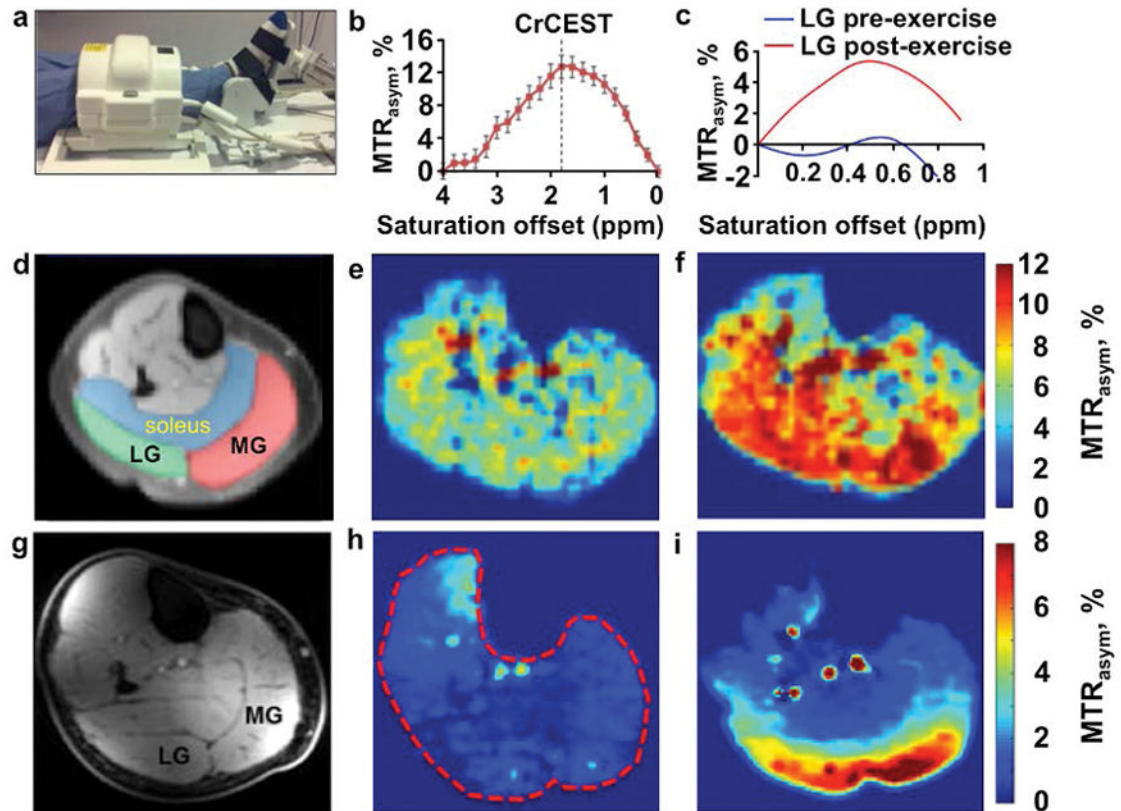 a
b
CrCEST
MTRasym, %
16
12
8
4
0
4
3
2
1
0
Saturation offset (ppm)
c
LG pre-exercise
LG post-exercise
MTRasym, %
6
4
2
0
-2
0.2
0.4
0.6
0.8
1
Saturation offset (ppm)
d
soleus
LG
MG
e
f
12
10
8
6
4
2
0
MTRasym, %
g
MG
LG
h
i
8
6
4
2
0
MTRasym, %